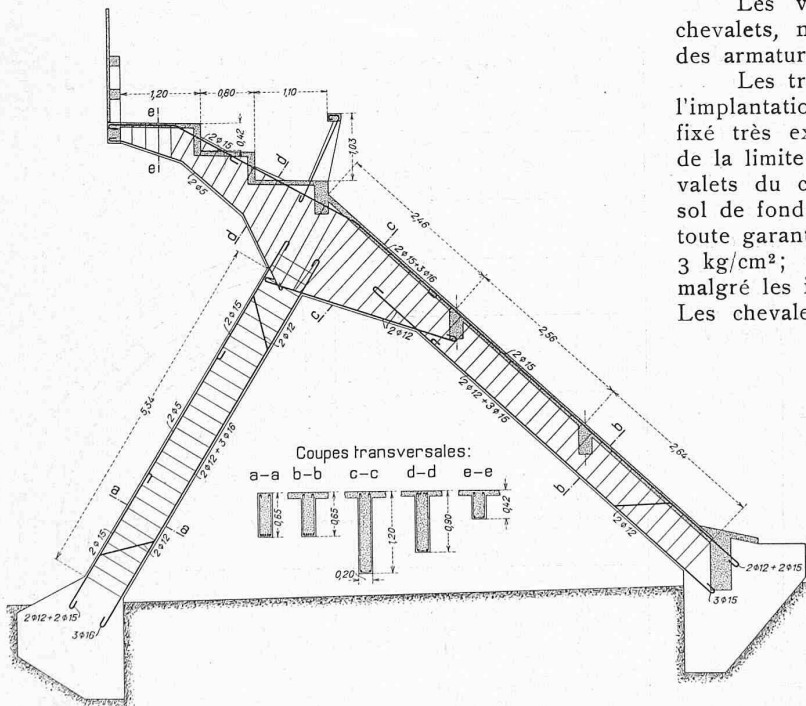 Les v
chevalets, n
des armatur
Les tr
l'implantatio
fixé très ex
de la limite
valets du c
sol de fond
toute garant
3 kg/cm²;
malgré les i
Les chevale
1,20
0,60
1,10
e
e
0,42
2Φ15
d
1,03
2Φ5
d
2,46
c
2Φ15+3Φ16
2Φ15
2Φ12
c
2Φ12
2,56
2Φ15
5,34
2Φ5
2Φ12+3Φ16
2Φ12+3Φ15
b
2,64
b
Coupes transversales:
a-a b-b c-c d-d e-e
0,65
0,65
1,20
0,90
0,42
0,20
a
a
2Φ15
2Φ12
2Φ12
2Φ12+2Φ15
3Φ16
2Φ12+2Φ15
3Φ15